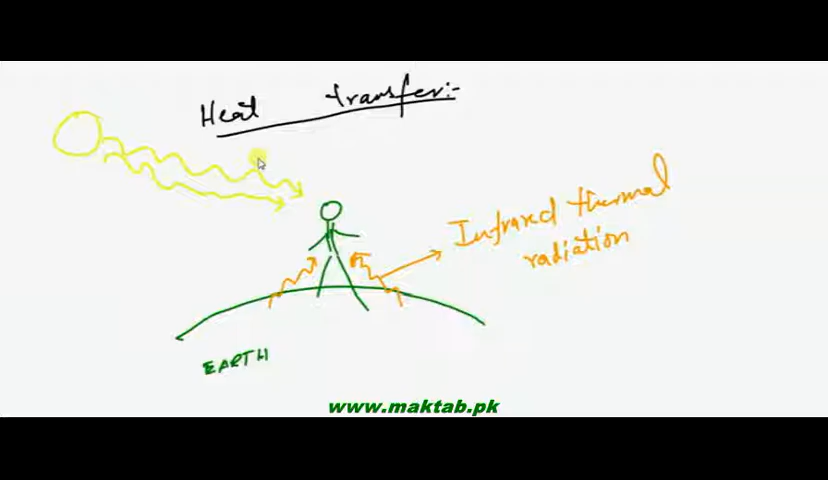 Heat transfer:-
Infrared thermal
radiation
EARTH
www.maktab.pk